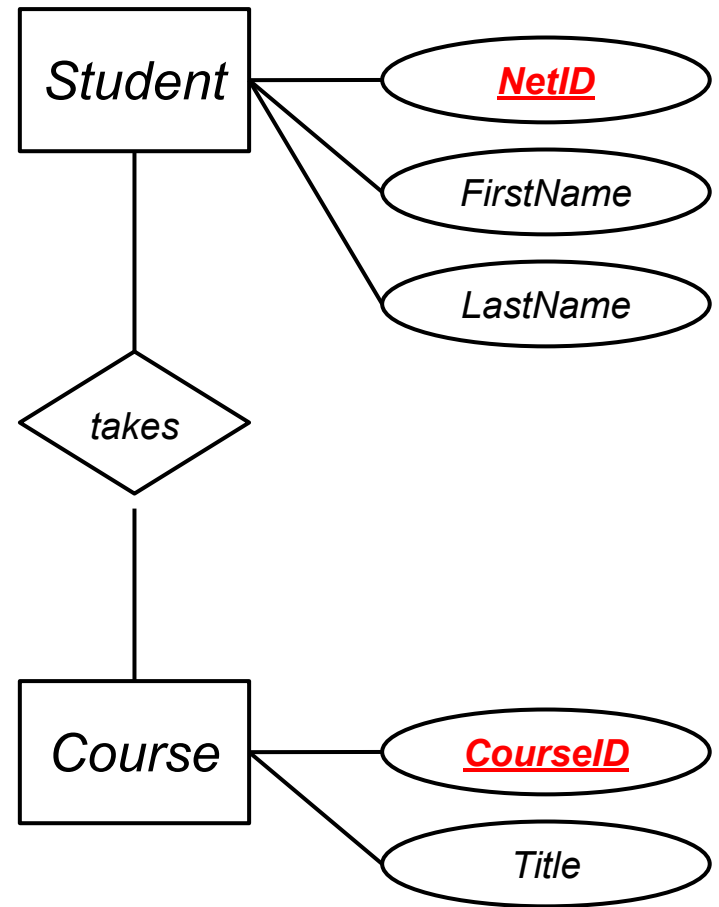 Student
NetID
FirstName
LastName
takes
Course
CourseID
Title